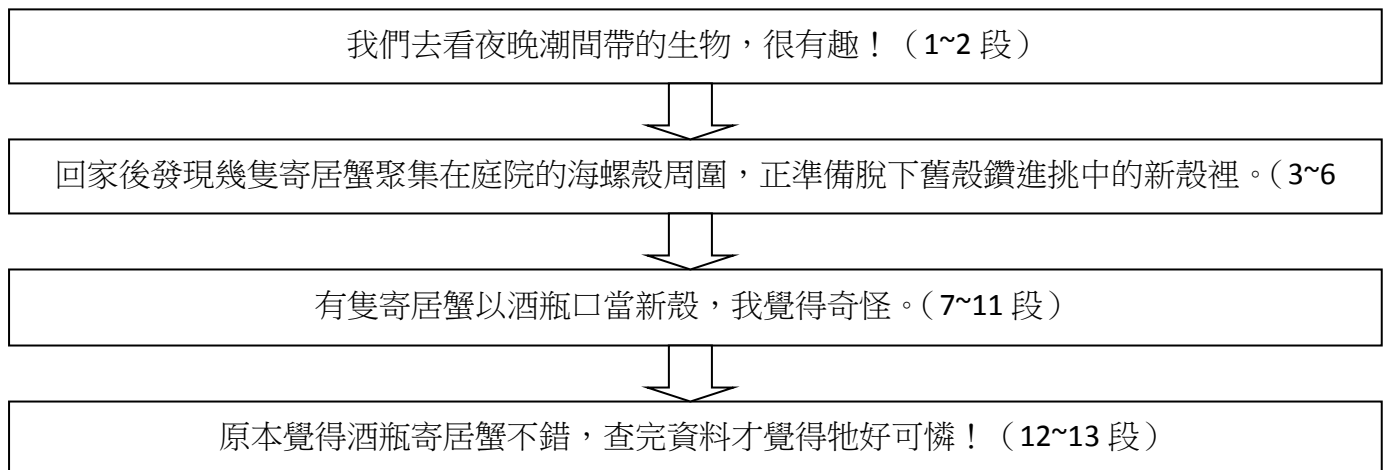 我們去看夜晚潮間帶的生物，很有趣！（1~2 段）
回家後發現幾隻寄居蟹聚集在庭院的海螺殼周圍，正準備脫下舊殼鑽進挑中的新殼裡。（3~6
有隻寄居蟹以酒瓶口當新殼，我覺得奇怪。（7~11 段）
原本覺得酒瓶寄居蟹不錯，查完資料才覺得牠好可憐！（12~13 段）